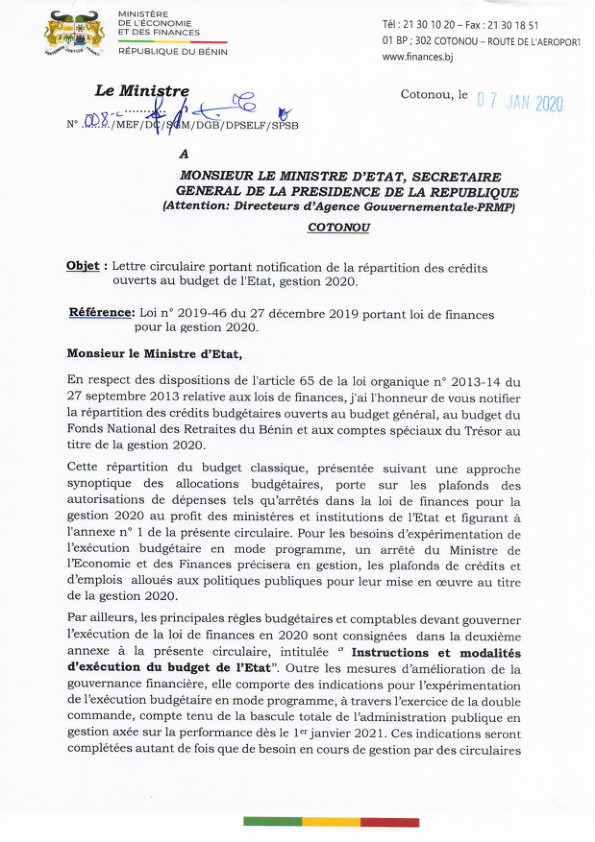 MINISTÈRE
DE L'ÉCONOMIE
ET DES FINANCES
RÉPUBLIQUE DU BÉNIN
Tél : 21 30 10 20 – Fax : 21 30 18 51
01 BP ; 302 COTONOU – ROUTE DE L'AEROPORT
www.finances.bj
Le Ministre
Cotonou, le 07 JAN 2020
N° 008-c/MEF/DC/SGM/DGB/DPSELF/SPSB
A
MONSIEUR LE MINISTRE D'ETAT, SECRETAIRE
GENERAL DE LA PRESIDENCE DE LA REPUBLIQUE
(Attention: Directeurs d'Agence Gouvernementale-PRMP)
COTONOU
Objet : Lettre circulaire portant notification de la répartition des crédits
ouverts au budget de l'Etat, gestion 2020.
Référence: Loi n° 2019-46 du 27 décembre 2019 portant loi de finances
pour la gestion 2020.
Monsieur le Ministre d'Etat,
En respect des dispositions de l'article 65 de la loi organique n° 2013-14 du
27 septembre 2013 relative aux lois de finances, j'ai l'honneur de vous notifier
la répartition des crédits budgétaires ouverts au budget général, au budget du
Fonds National des Retraites du Bénin et aux comptes spéciaux du Trésor au
titre de la gestion 2020.
Cette répartition du budget classique, présentée suivant une approche
synoptique des allocations budgétaires, porte sur les plafonds des
autorisations de dépenses tels qu'arrêtés dans la loi de finances pour la
gestion 2020 au profit des ministères et institutions de l'Etat et figurant à
l'annexe n° 1 de la présente circulaire. Pour les besoins d'expérimentation de
l'exécution budgétaire en mode programme, un arrêté du Ministre de
l'Economie et des Finances précisera en gestion, les plafonds de crédits et
d'emplois alloués aux politiques publiques pour leur mise en œuvre au titre
de la gestion 2020.
Par ailleurs, les principales règles budgétaires et comptables devant gouverner
l'exécution de la loi de finances en 2020 sont consignées dans la deuxième
annexe à la présente circulaire, intitulée " Instructions et modalités
d'exécution du budget de l'Etat". Outre les mesures d'amélioration de la
gouvernance financière, elle comporte des indications pour l'expérimentation
de l'exécution budgétaire en mode programme, à travers l'exercice de la double
commande, compte tenu de la bascule totale de l'administration publique en
gestion axée sur la performance dès le 1er janvier 2021. Ces indications seront
complétées autant de fois que de besoin en cours de gestion par des circulaires